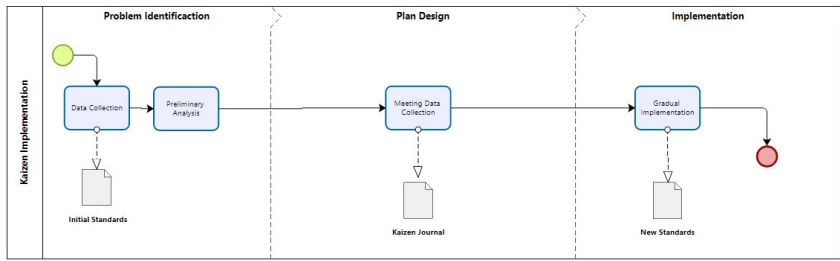 Problem Identificaction
Plan Design
Implementation
Kaizen Implementation
Data Collection
Preliminary
Analysis
Meeting Data
Collection
Gradual
Implementation
Initial Standards
Kaizen Journal
New Standards